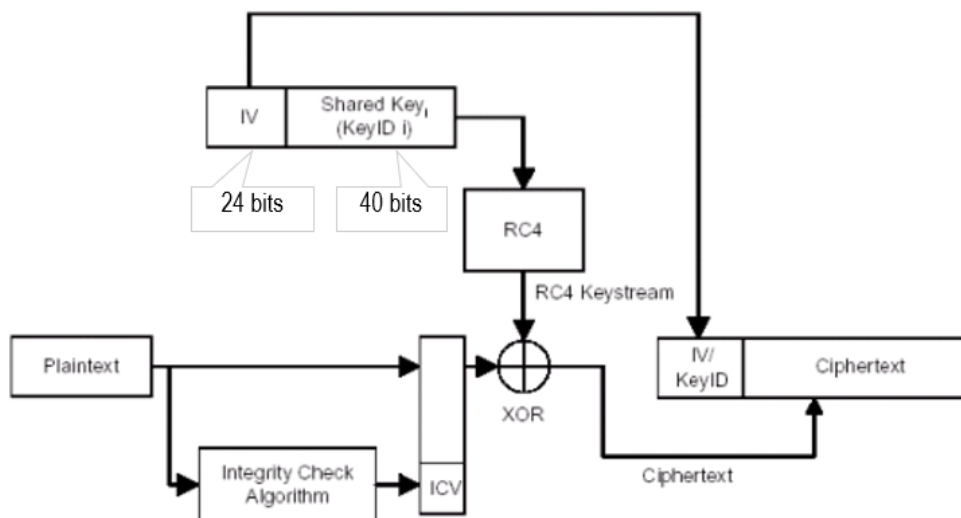 IV
Shared Keyᵢ
(KeyID i)
24 bits
40 bits
RC4
RC4 Keystream
Plaintext
IV/
KeyID
Ciphertext
XOR
Integrity Check
Algorithm
ICV
Ciphertext